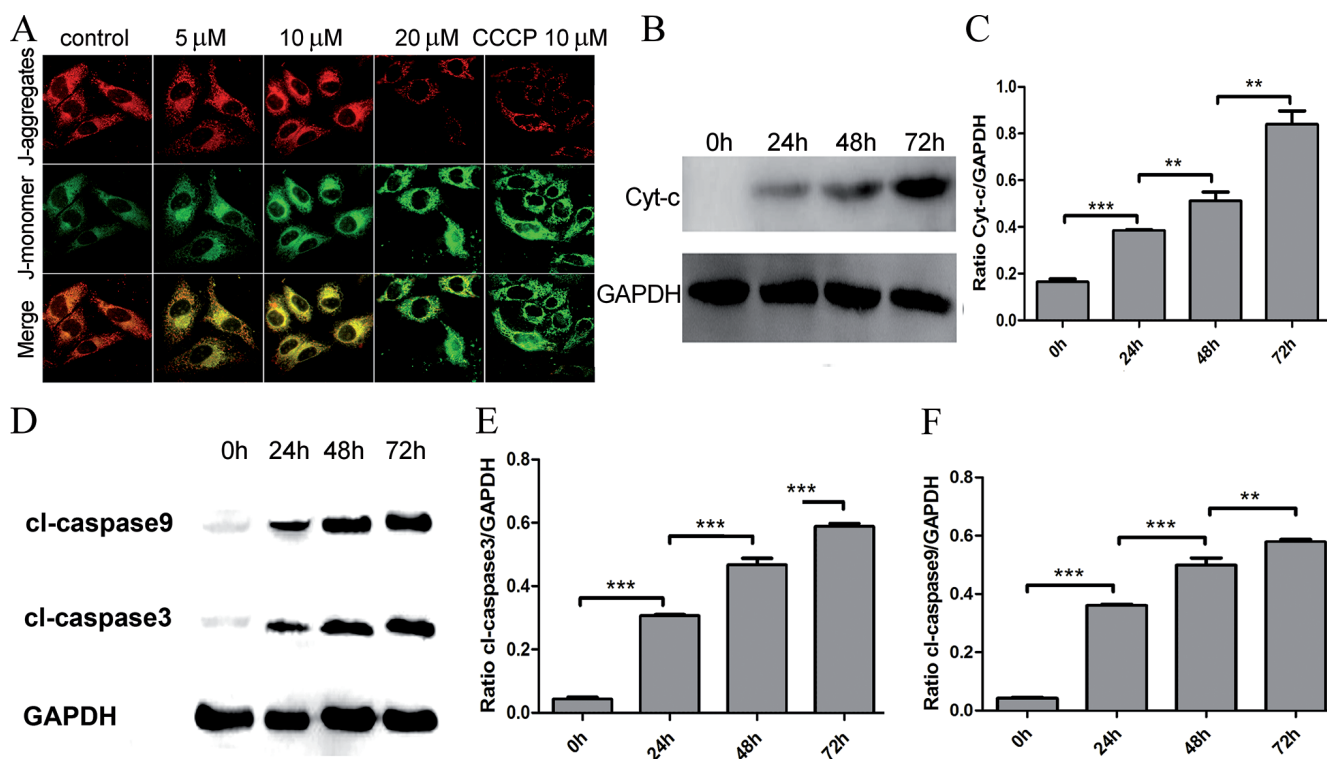 A
control 5 μM 10 μM 20 μM CCCP 10 μM
J-aggregates
J-monomer
Merge
B
0h 24h 48h 72h
Cyt-c
GAPDH
C
Ratio Cyt-c/GAPDH
1.0
0.8
0.6
0.4
0.2
0.0
***
**
**
0h 24h 48h 72h
D
0h 24h 48h 72h
cl-caspase9
cl-caspase3
GAPDH
E
Ratio cl-caspase3/GAPDH
0.8
0.6
0.4
0.2
0.0
***
***
***
0h 24h 48h 72h
F
Ratio cl-caspase9/GAPDH
0.8
0.6
0.4
0.2
0.0
***
***
**
0h 24h 48h 72h